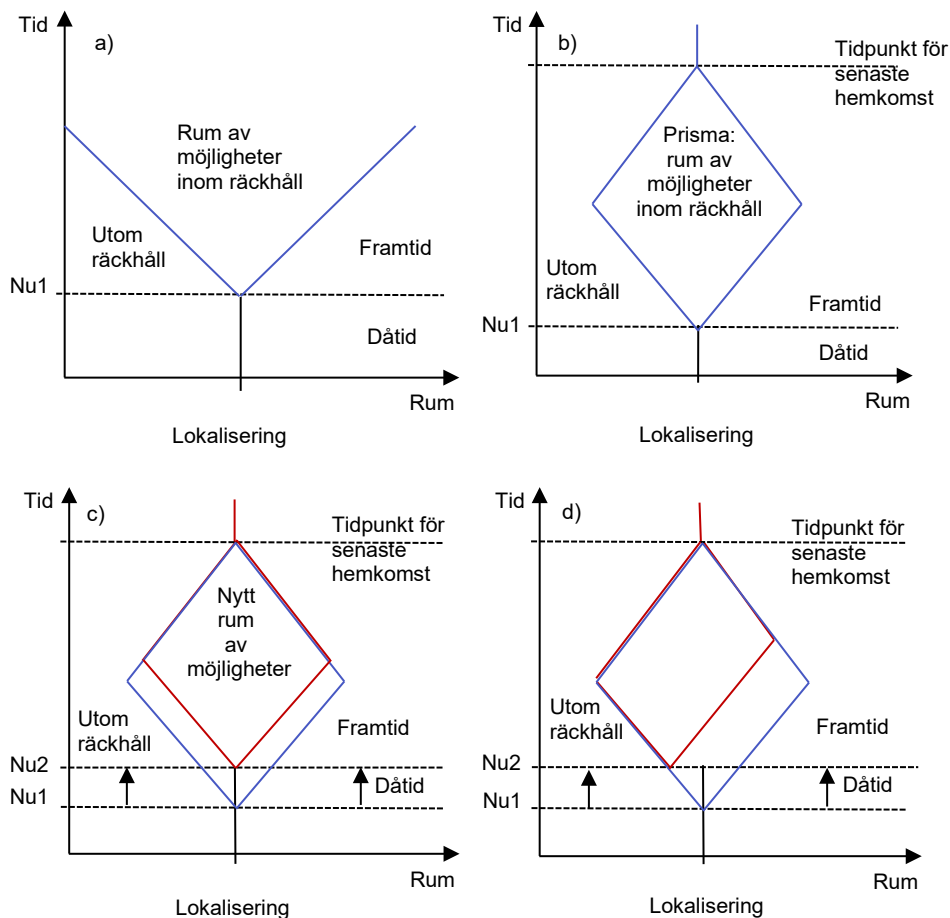 Tid
a)
Rum av
möjligheter
inom räckhåll
Utom
räckhåll
Framtid
Nu1
Dåtid
Rum
Lokalisering
Tid
b)
Tidpunkt för
senaste
hemkomst
Prisma:
rum av
möjligheter
inom räckhåll
Utom
räckhåll
Framtid
Nu1
Dåtid
Rum
Lokalisering
Tid
c)
Tidpunkt för
senaste
hemkomst
Nytt
rum
av
möjligheter
Utom
räckhåll
Framtid
Nu2
Dåtid
Nu1
Rum
Lokalisering
Tid
d)
Tidpunkt för
senaste
hemkomst
Utom
räckhåll
Framtid
Nu2
Dåtid
Nu1
Rum
Lokalisering